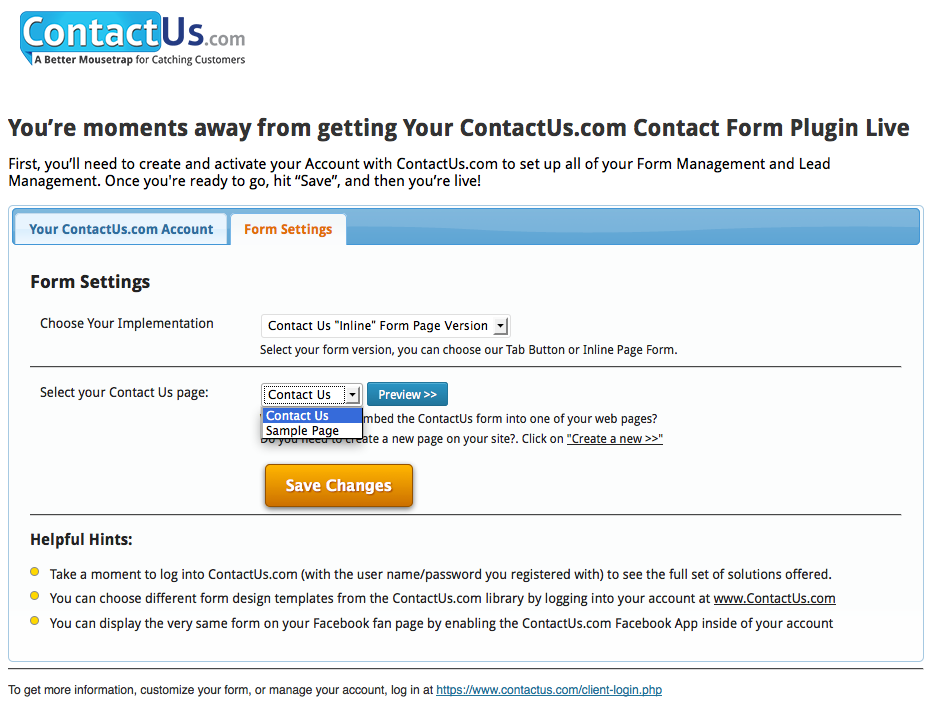 ContactUs.com
A Better Mousetrap for Catching Customers
You're moments away from getting Your ContactUs.com Contact Form Plugin Live
First, you'll need to create and activate your Account with ContactUs.com to set up all of your Form Management and Lead
Management. Once you're ready to go, hit “Save”, and then you're live!
Your ContactUs.com Account Form Settings
Form Settings
Choose Your Implementation Contact Us "Inline" Form Page Version
Select your form version, you can choose our Tab Button or Inline Page Form.
Select your Contact Us page: Contact Us Preview >>
Contact Us
the ContactUs form into one of your web pages?
Sample Page
you need to create a new page on your site?. Click on "Create a new >>"
Save Changes
Helpful Hints:
Take a moment to log into ContactUs.com (with the user name/password you registered with) to see the full set of solutions offered.
You can choose different form design templates from the ContactUs.com library by logging into your account at www.ContactUs.com
You can display the very same form on your Facebook fan page by enabling the ContactUs.com Facebook App inside of your account
To get more information, customize your form, or manage your account, log in at https://www.contactus.com/client-login.php